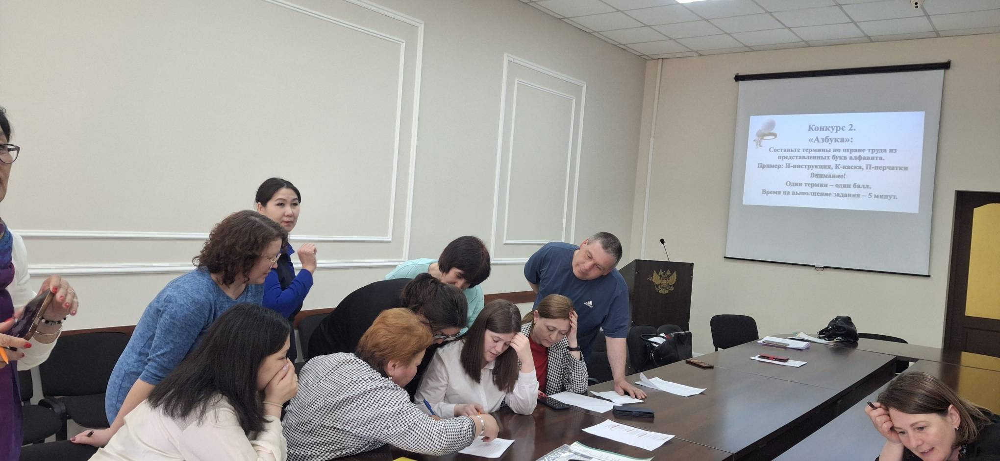 Конкурс 2.
«Азбука»:
Составьте термины по охране труда из
представленных букв алфавита.
Пример: И-инструкция, К-каска, П-перчатки
Внимание!
Один термин – один балл.
Время на выполнение задания – 5 минут.
adidas